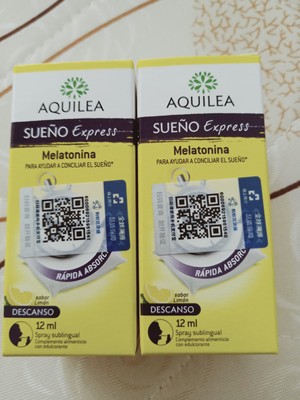 AQUILEA
SUEÑO Express
Melatonina
PARA AYUDAR A CONCILIAR EL SUEÑO*
RÁPIDA ABSORC
sabor
Limón
DESCANSO
12 ml
Spray sublingual
Complemento alimenticio
con edulcorante
AQUILEA
SUEÑO Express
Melatonina
PARA AYUDAR A CONCILIAR EL SUEÑO*
RÁPIDA ABSORC
sabor
Limón
DESCANSO
12 ml
Spray sublingual
Complemento alimenticio
con edulcorante